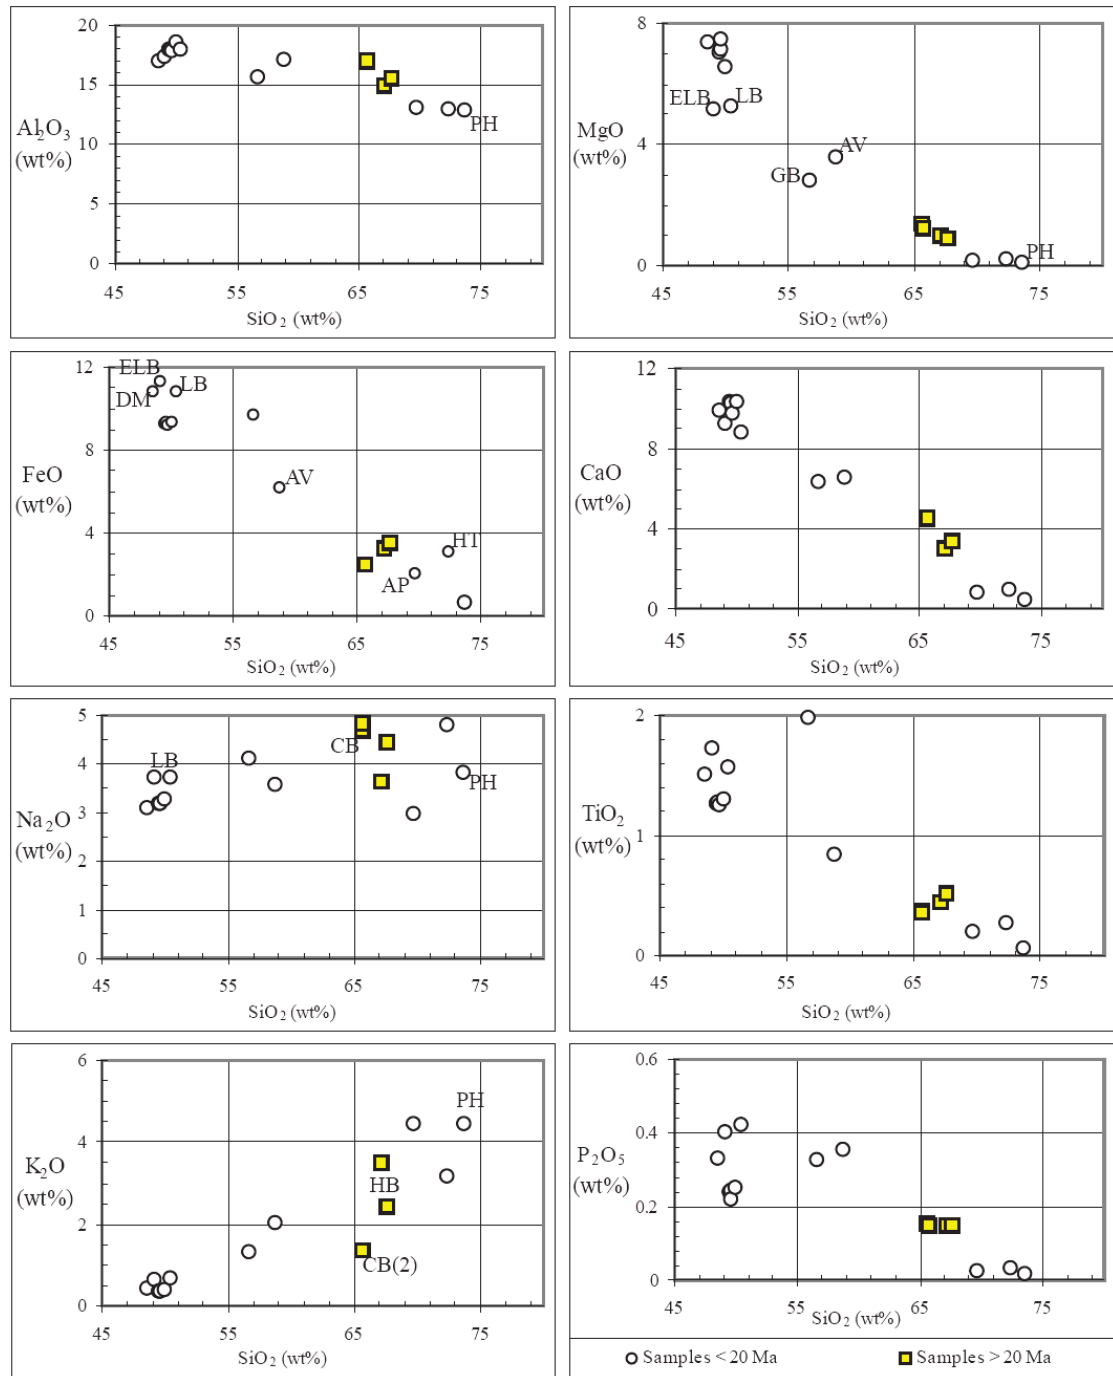 20
15
10
5
0
Al₂O₃
(wt%)
PH
45 55 65 75
SiO₂ (wt%)
8
4
0
MgO
(wt%)
ELB
LB
AV
GB
PH
45 55 65 75
SiO₂ (wt%)
12
8
4
0
FeO
(wt%)
ELB
DM
LB
AV
HT
AP
45 55 65 75
SiO₂ (wt%)
12
8
4
0
CaO
(wt%)
45 55 65 75
SiO₂ (wt%)
5
4
3
2
1
0
Na₂O
(wt%)
LB
CB
PH
45 55 65 75
SiO₂ (wt%)
2
1
0
TiO₂
(wt%)
45 55 65 75
SiO₂ (wt%)
6
4
2
0
K₂O
(wt%)
PH
HB
CB(2)
45 55 65 75
SiO₂ (wt%)
0.6
0.4
0.2
0
P₂O₅
(wt%)
45 55 65 75
SiO₂ (wt%)
Samples <20 Ma Samples >20 Ma